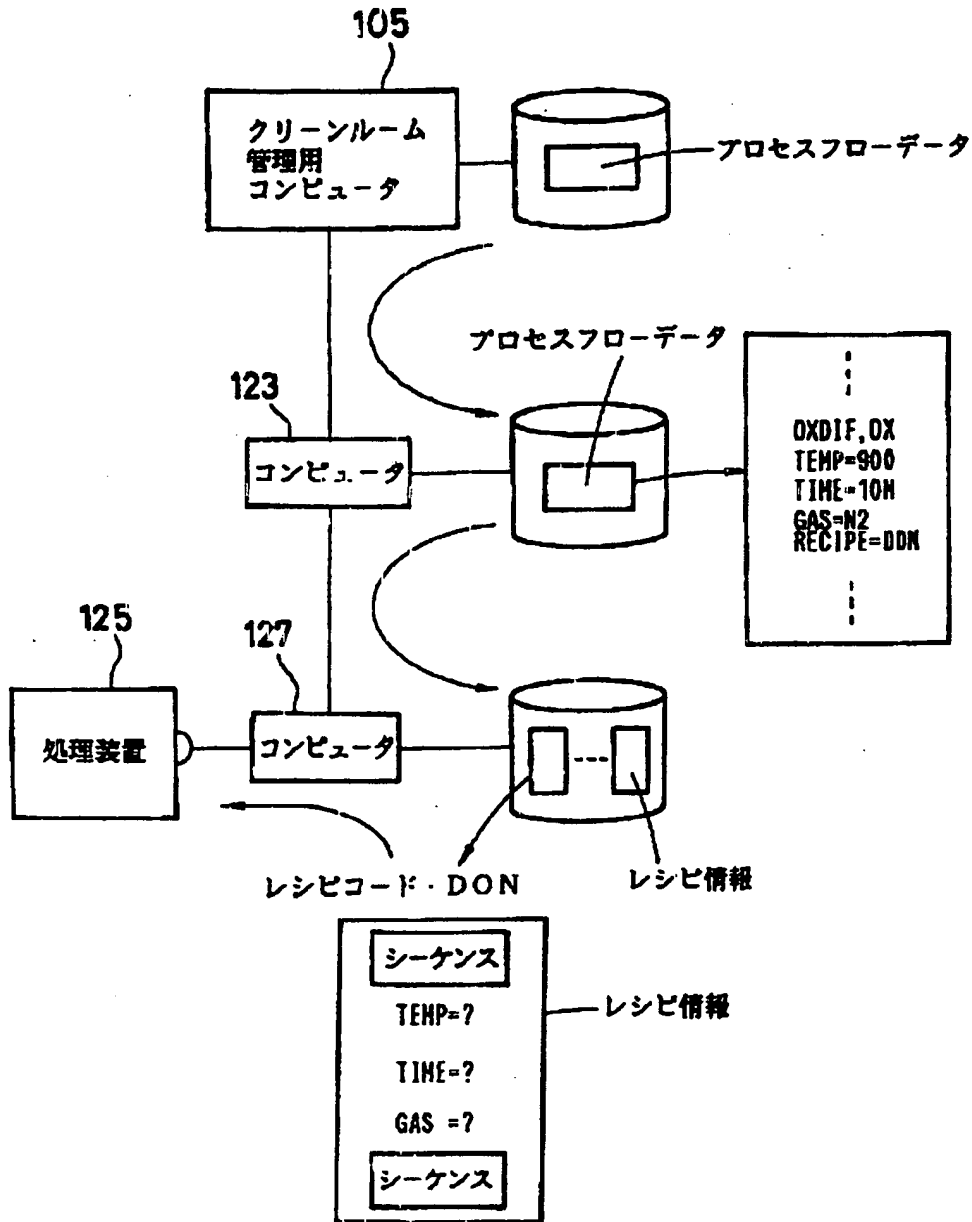 105
クリーンルーム
管理用
コンピュータ
プロセスフローデータ
プロセスフローデータ
123
コンピュータ
OXDIF,OX
TEMP=900
TIME=10M
GAS=N2
RECIPE=DON
125
127
処理装置
コンピュータ
レシピコード・DON
レシピ情報
シーケンス
TEMP=?
レシピ情報
TIME=?
GAS =?
シーケンス